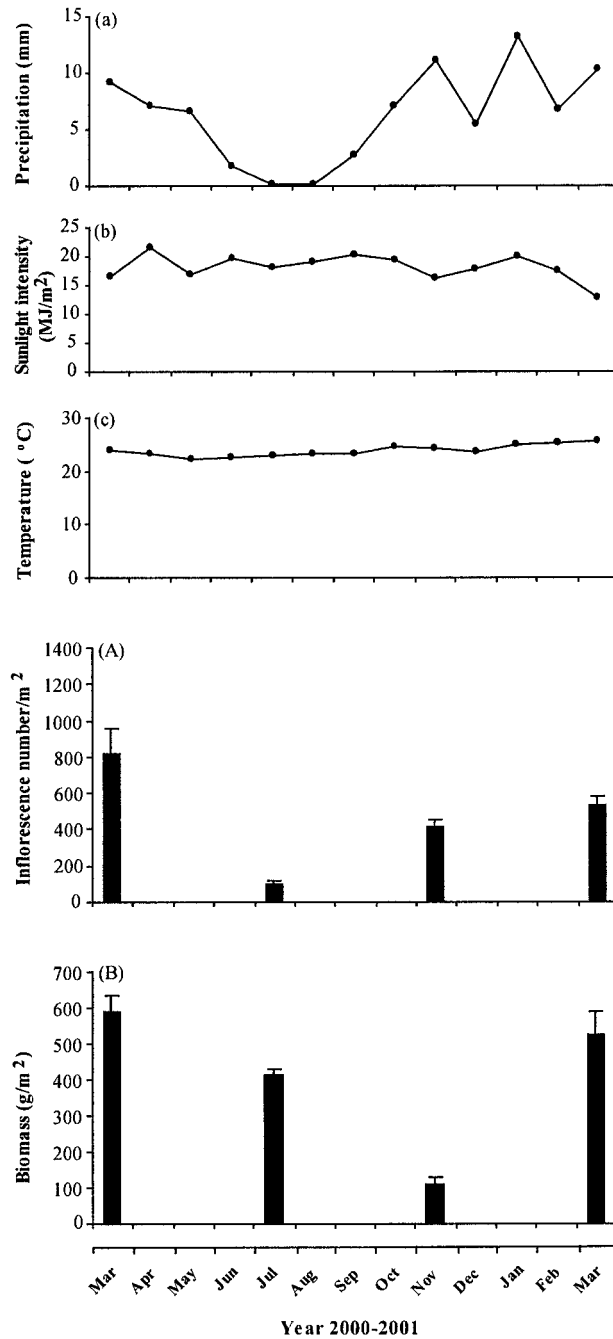 (a)
Precipitation (mm)
15
10
5
0
(b)
Sunlight intensity
(MJ/m2)
25
20
15
10
5
0
(c)
Temperature ( °C)
30
20
10
0
(A)
Inflorescence number/m2
1400
1200
1000
800
600
400
200
0
(B)
Biomass (g/m2)
700
600
500
400
300
200
100
0
Mar Apr May Jun Jul Aug Sep Oct Nov Dec Jan Feb Mar
Year 2000-2001